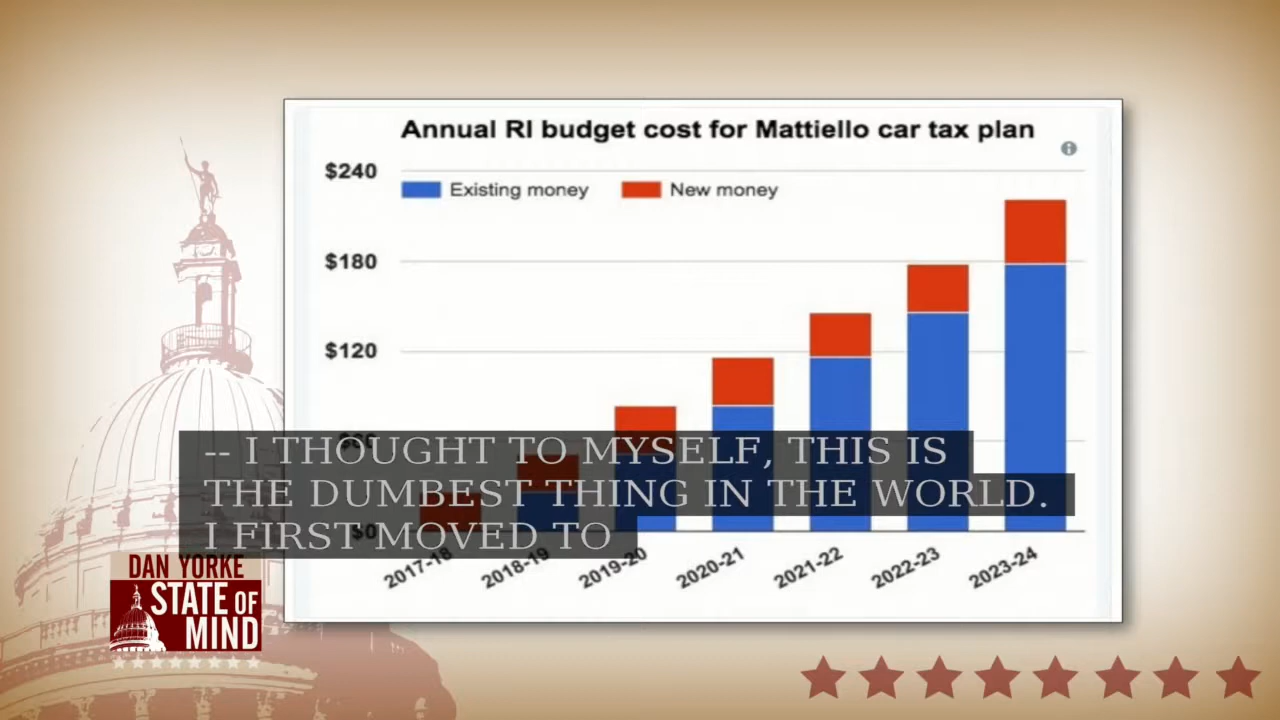 Annual RI budget cost for Mattiello car tax plan
$240
Existing money
New money
$180
$120
-- I THOUGHT TO MYSELF, THIS IS
THE DUMBEST THING IN THE WORLD.
I FIRST MOVED TO
$0
2017-18
2018-19
2019-20
2020-21
2021-22
2022-23
2023-24
DAN YORKE
STATE OF
MIND